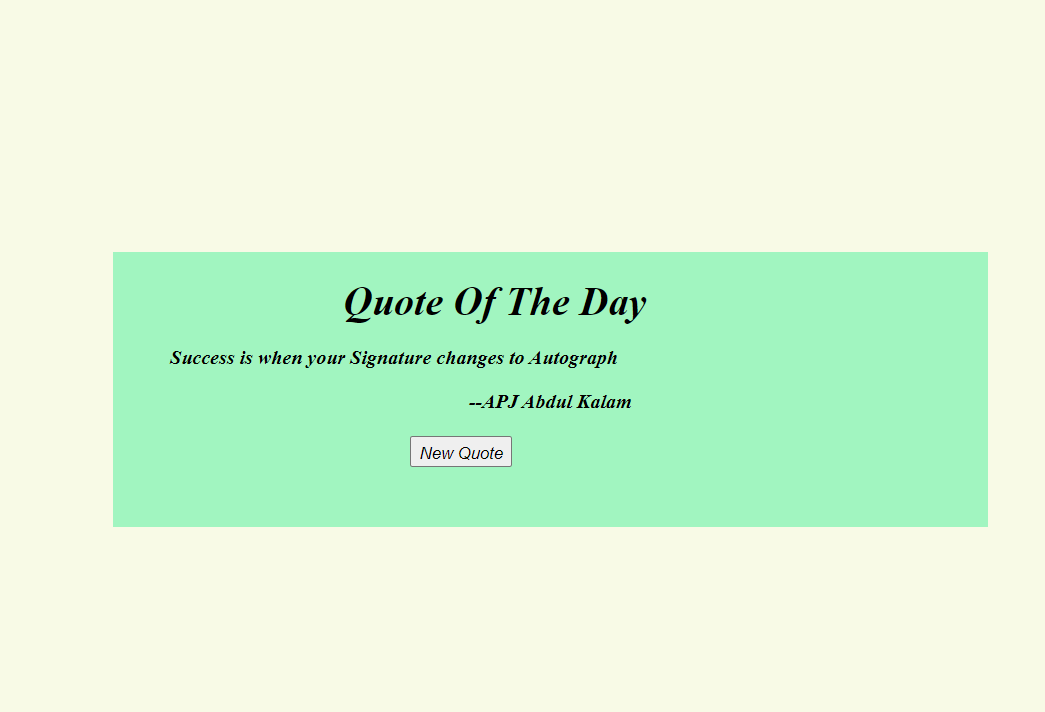 Quote Of The Day
Success is when your Signature changes to Autograph
--APJ Abdul Kalam
New Quote